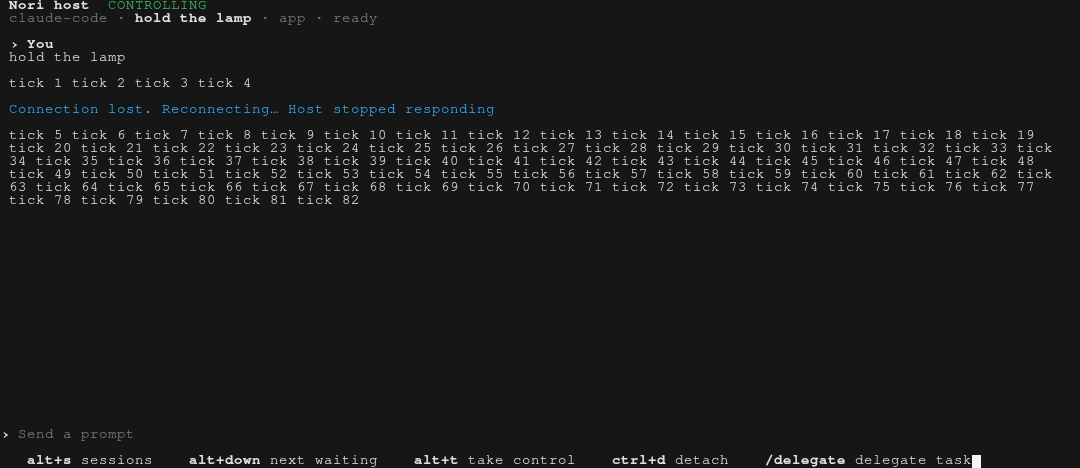 Nori host  CONTROLLING
claude-code · hold the lamp · app · ready
› You
hold the lamp
tick 1 tick 2 tick 3 tick 4
Connection lost. Reconnecting… Host stopped responding
tick 5 tick 6 tick 7 tick 8 tick 9 tick 10 tick 11 tick 12 tick 13 tick 14 tick 15 tick 16 tick 17 tick 18 tick 19
tick 20 tick 21 tick 22 tick 23 tick 24 tick 25 tick 26 tick 27 tick 28 tick 29 tick 30 tick 31 tick 32 tick 33 tick
34 tick 35 tick 36 tick 37 tick 38 tick 39 tick 40 tick 41 tick 42 tick 43 tick 44 tick 45 tick 46 tick 47 tick 48
tick 49 tick 50 tick 51 tick 52 tick 53 tick 54 tick 55 tick 56 tick 57 tick 58 tick 59 tick 60 tick 61 tick 62 tick
63 tick 64 tick 65 tick 66 tick 67 tick 68 tick 69 tick 70 tick 71 tick 72 tick 73 tick 74 tick 75 tick 76 tick 77
tick 78 tick 79 tick 80 tick 81 tick 82
› Send a prompt
alt+s sessions    alt+down next waiting    alt+t take control    ctrl+d detach    /delegate delegate task